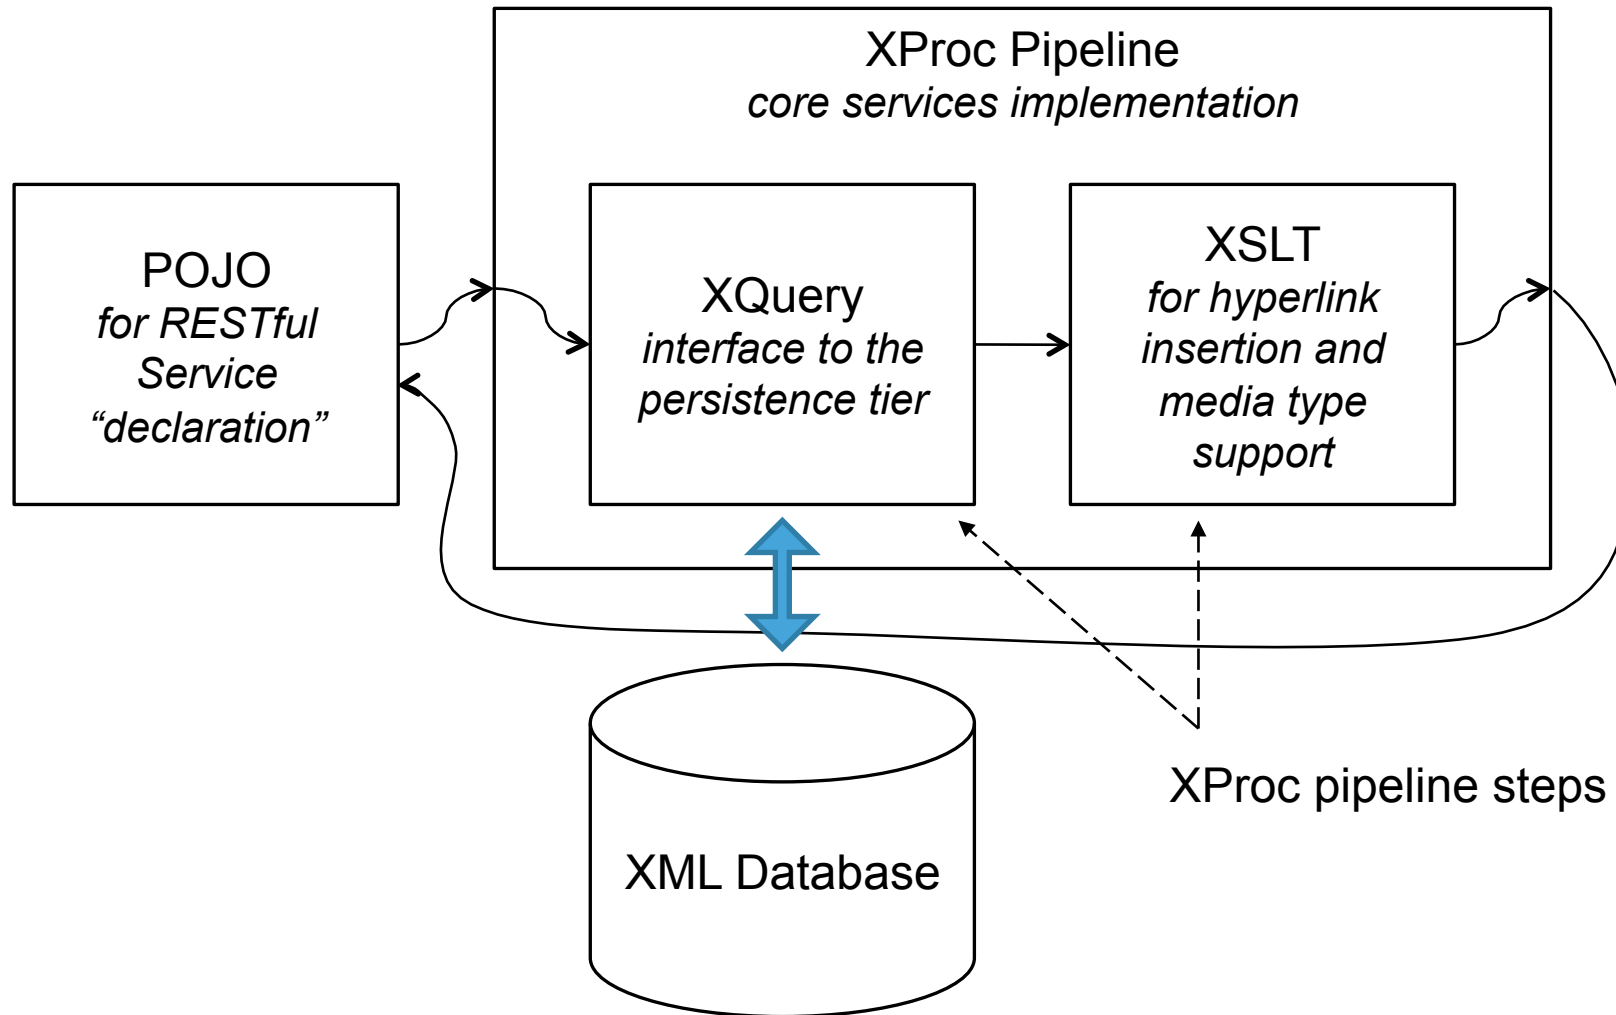 XProc Pipeline
core services implementation
POJO
for RESTful
Service
“declaration”
XQuery
interface to the
persistence tier
XSLT
for hyperlink
insertion and
media type
support
XProc pipeline steps
XML Database